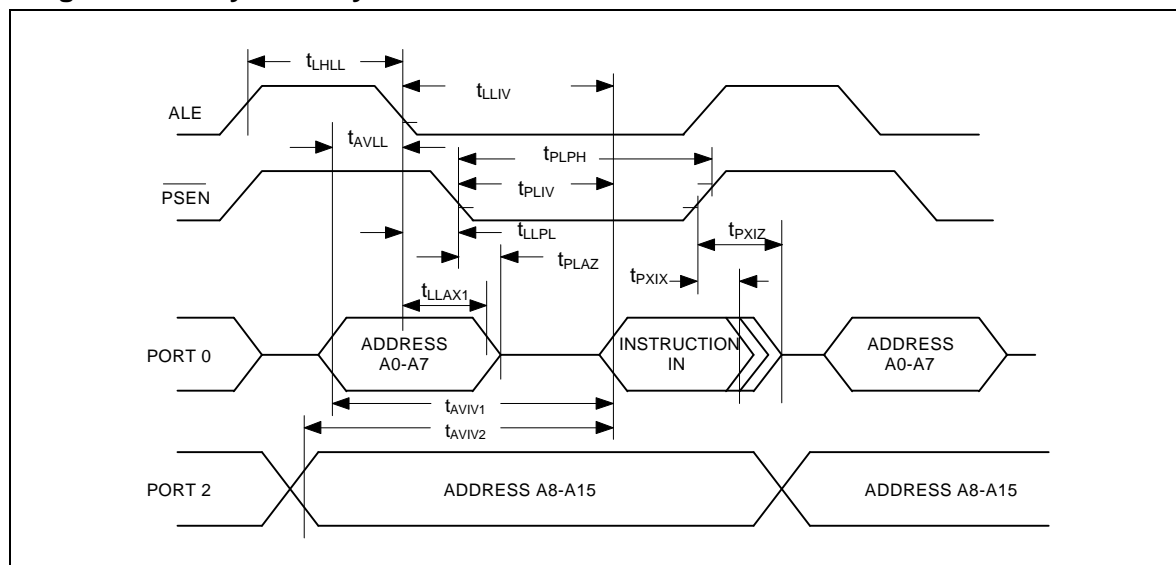 tLHLL
tLLIV
ALE
tAVLL
tPLPH
PSEN
tPLIV
tLLPL
tPXIZ
tPLAZ
tPXIX
tLLAX1
PORT 0
ADDRESS
A0-A7
INSTRUCTION
IN
ADDRESS
A0-A7
tAVIV1
tAVIV2
PORT 2
ADDRESS A8-A15
ADDRESS A8-A15